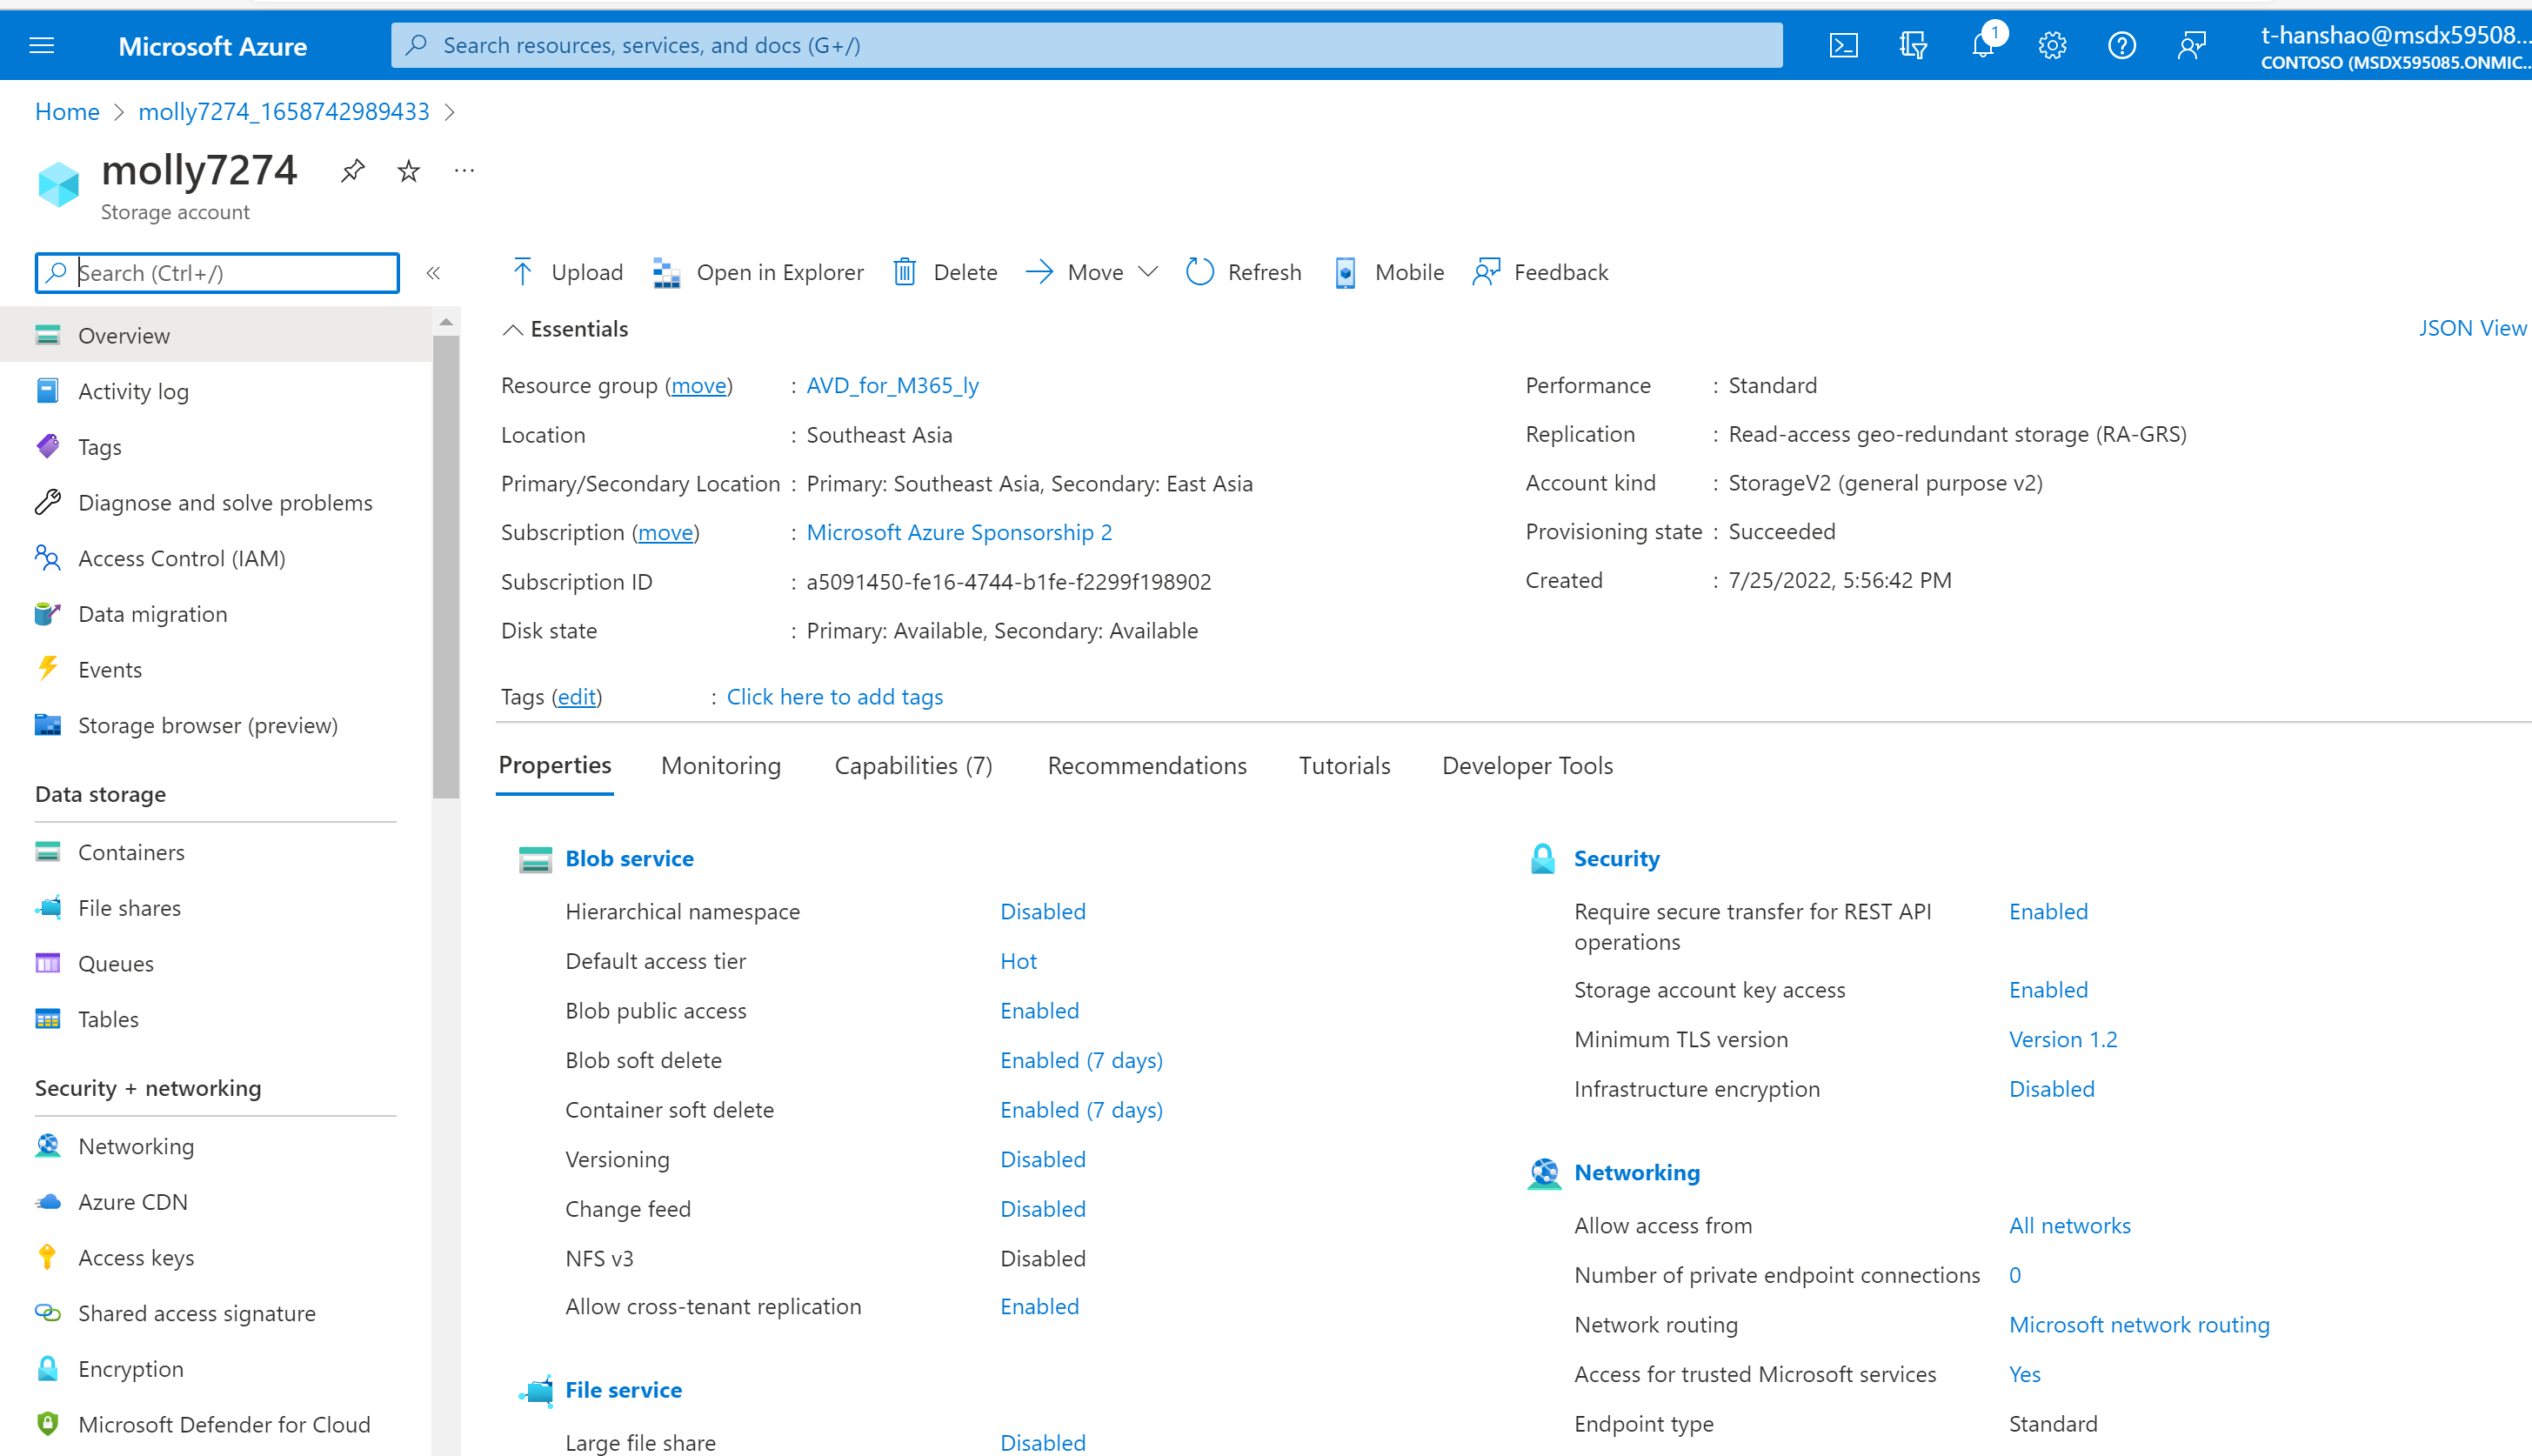 Microsoft Azure
Search resources, services, and docs (G+/)
1
t-hanshao@msdx59508...
CONTOSO (MSDX595085.ONMIC...
Home > molly7274_1658742989433 >
molly7274
...
Storage account
Search (Ctrl+/)
«
Upload
Open in Explorer
Delete
Move
Refresh
Mobile
Feedback
Overview
Activity log
Tags
Diagnose and solve problems
Access Control (IAM)
Data migration
Events
Storage browser (preview)
Data storage
Containers
File shares
Queues
Tables
Security + networking
Networking
Azure CDN
Access keys
Shared access signature
Encryption
Microsoft Defender for Cloud
Essentials
JSON View
Resource group (move) : AVD_for_M365_ly
Location : Southeast Asia
Primary/Secondary Location : Primary: Southeast Asia, Secondary: East Asia
Subscription (move) : Microsoft Azure Sponsorship 2
Subscription ID : a5091450-fe16-4744-b1fe-f2299f198902
Disk state : Primary: Available, Secondary: Available
Performance : Standard
Replication : Read-access geo-redundant storage (RA-GRS)
Account kind : StorageV2 (general purpose v2)
Provisioning state : Succeeded
Created : 7/25/2022, 5:56:42 PM
Tags (edit) : Click here to add tags
Properties
Monitoring
Capabilities (7)
Recommendations
Tutorials
Developer Tools
Blob service
Hierarchical namespace Disabled
Default access tier Hot
Blob public access Enabled
Blob soft delete Enabled (7 days)
Container soft delete Enabled (7 days)
Versioning Disabled
Change feed Disabled
NFS v3 Disabled
Allow cross-tenant replication Enabled
File service
Large file share Disabled
Security
Require secure transfer for REST API Enabled
operations
Storage account key access Enabled
Minimum TLS version Version 1.2
Infrastructure encryption Disabled
Networking
Allow access from All networks
Number of private endpoint connections 0
Network routing Microsoft network routing
Access for trusted Microsoft services Yes
Endpoint type Standard